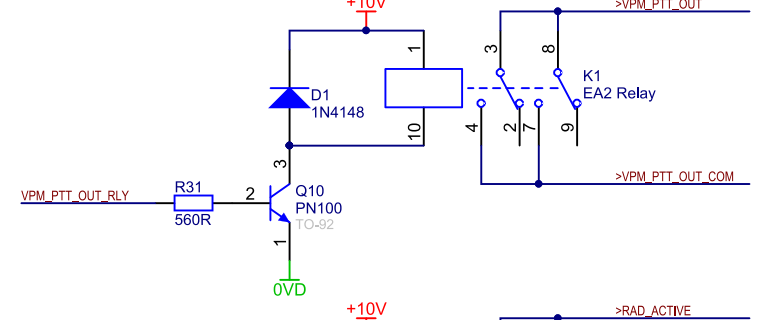 +10V
>VPM_PTT_OUT
1
3
8
D1
1N4148
K1
EA2 Relay
10
4
2
7
9
3
>VPM_PTT_OUT_COM
VPM_PTT_OUT_RLY
R31
560R
2
Q10
PN100
TO-92
1
0VD
+10V
>RAD_ACTIVE